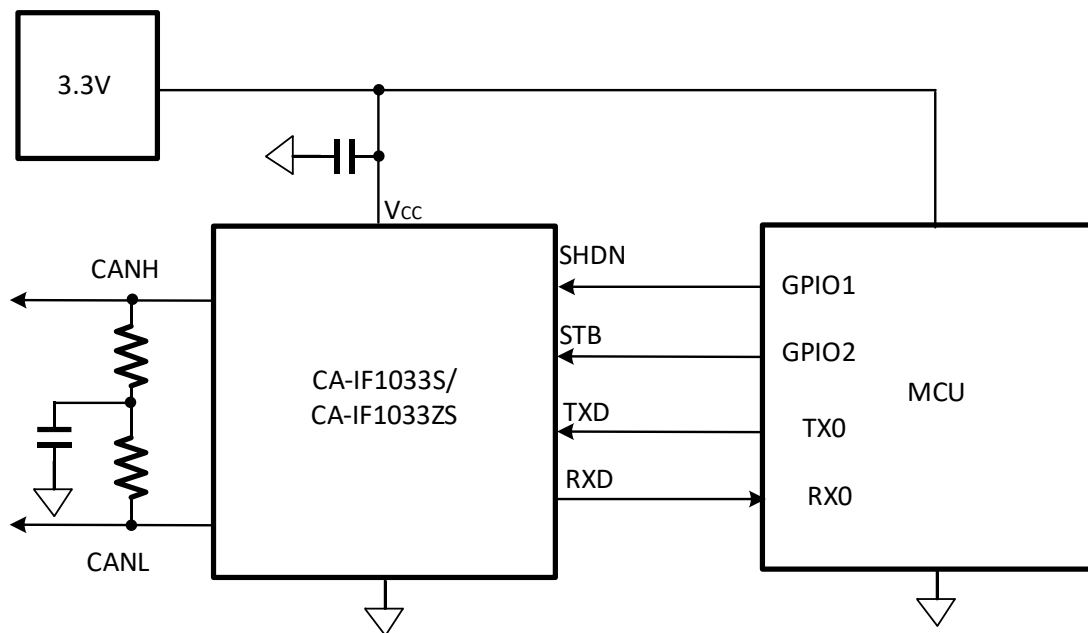 3.3V
VCC
CANH
SHDN
GPIO1
STB
GPIO2
CA-IF1033S/
CA-IF1033ZS
MCU
TXD
TX0
RXD
RX0
CANL